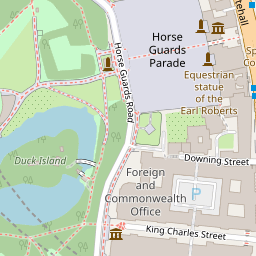 Horse
Guards
Parade
Horse Guards Road
Equestrian
statue
of the
Earl Roberts
Duck Island
Downing Street
Foreign
and
Commonwealth
Office
P
King Charles Street
itehall